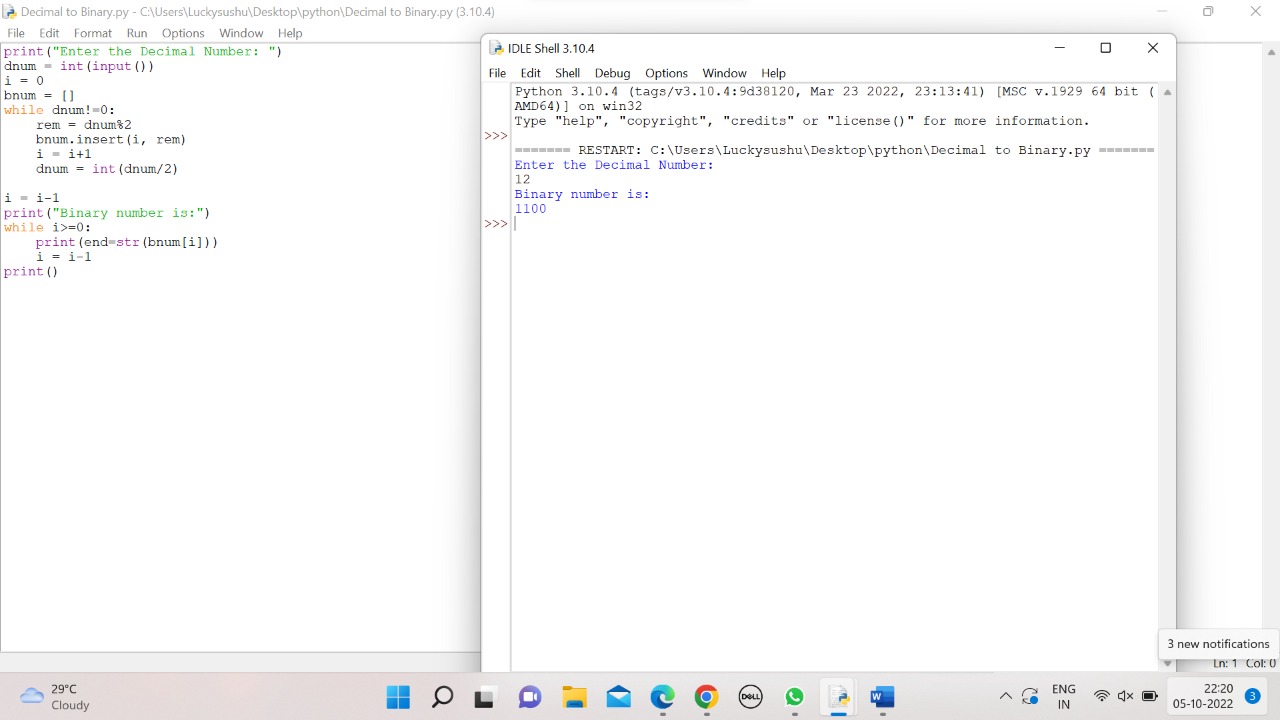 Decimal to Binary.py - C:\Users\Luckysushu\Desktop\python\Decimal to Binary.py (3.10.4)
File Edit Format Run Options Window Help
print("Enter the Decimal Number: ")
dnum = int(input())
i = 0
bnum = []
while dnum!=0:
    rem = dnum%2
    bnum.insert(i, rem)
    i = i+1
    dnum = int(dnum/2)
i = i-1
print("Binary number is:")
while i>=0:
    print(end=str(bnum[i]))
    i = i-1
print()
IDLE Shell 3.10.4
File Edit Shell Debug Options Window Help
Python 3.10.4 (tags/v3.10.4:9d38120, Mar 23 2022, 23:13:41) [MSC v.1929 64 bit (
AMD64)] on win32
Type "help", "copyright", "credits" or "license()" for more information.
>>>
======= RESTART: C:\Users\Luckysushu\Desktop\python\Decimal to Binary.py =======
Enter the Decimal Number:
12
Binary number is:
1100
>>>
3 new notifications
Ln: 1 Col: 0
29°C
Cloudy
DELL
W
ENG
IN
22:20
05-10-2022
3